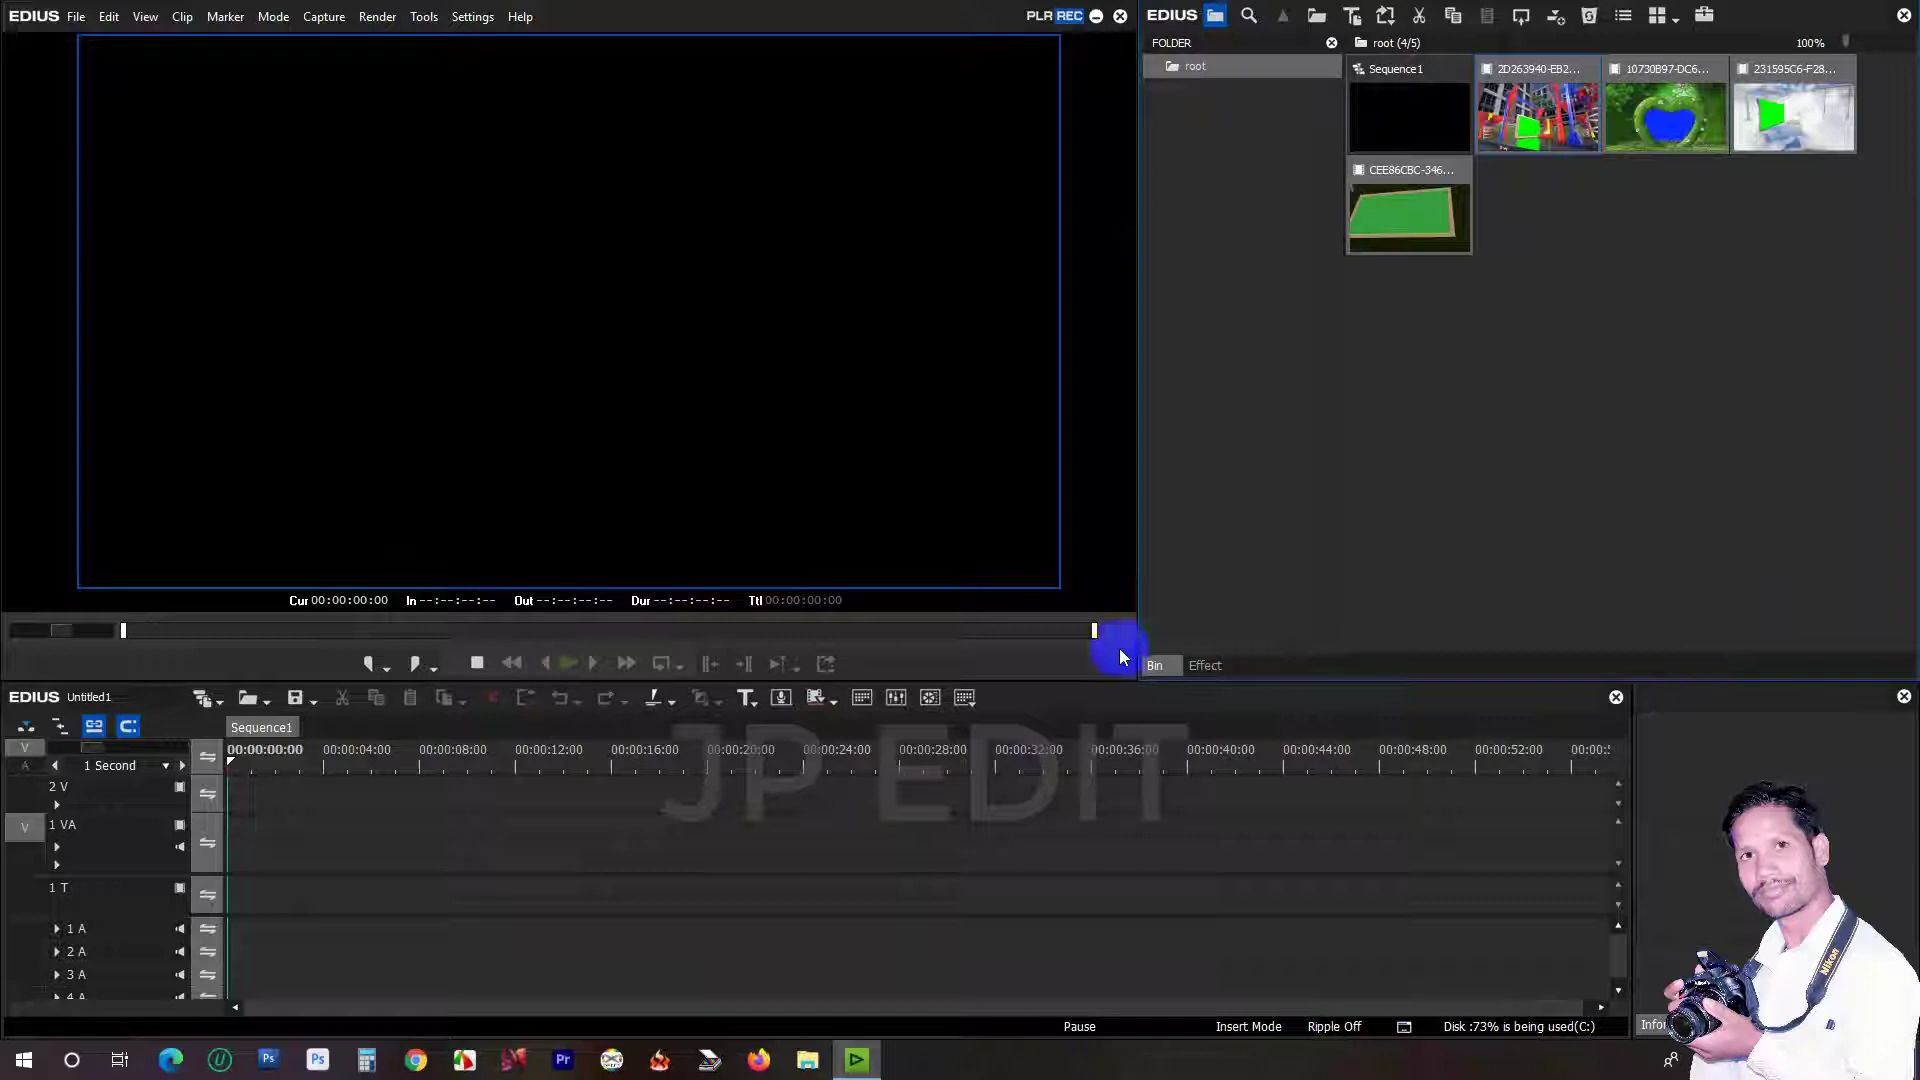 EDIUS File Edit View Clip Marker Mode Capture Render Tools Settings Help PLR REC
EDIUS
FOLDER
root (4/5)
100%
root
Sequence1
2D263940-EB2...
10730B97-DC6...
231595C6-F28...
CEE86CBC-346...
Cur 00:00:00:00 In --:--:--:-- Out --:--:--:-- Dur --:--:--:-- Ttl 00:00:00:00
Bin Effect
EDIUS Untitled1
Sequence1
JP EDIT
V
A
1 Second
00:00:00:00 00:00:04:00 00:00:08:00 00:00:12:00 00:00:16:00 00:00:20:00 00:00:24:00 00:00:28:00 00:00:32:00 00:00:36:00 00:00:40:00 00:00:44:00 00:00:48:00 00:00:52:00
2 V
V
1 VA
1 T
1 A
2 A
3 A
4 A
Nikon
Pause Insert Mode Ripple Off Disk :73% is being used(C:)
Ps Ps Pr